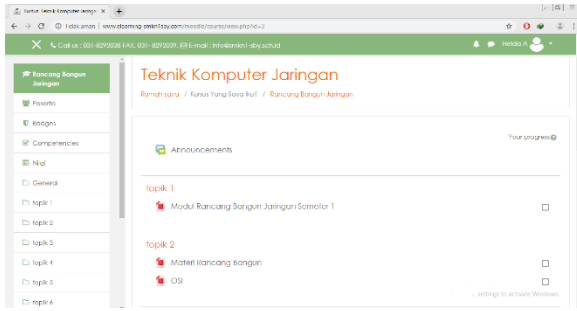 Kursus: Teknik Komputer Jaringa
Tidak aman | www.elearning-smkn1sby.com/moodle/course/view.php?id=2
Call us : 031-8292038 FAX. 031- 8292039. E-mail : info@smkn1-sby.sch.id
Helda A
Rancang Bangun Jaringan
Peserta
Badges
Competencies
Nilai
General
topik 1
topik 2
topik 3
topik 4
topik 5
topik 6
Teknik Komputer Jaringan
Rumah saya / Kursus Yang Saya Ikuti / Rancang Bangun Jaringan
Your progress
Announcements
topik 1
Modul Rancang Bangun Jaringan Semster 1
topik 2
Materi Rancang Bangun
OSI
settings to activate Windows.